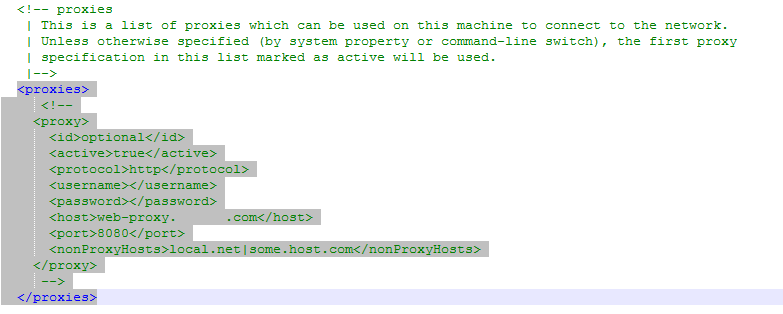 <!-- proxies
| This is a list of proxies which can be used on this machine to connect to the network.
| Unless otherwise specified (by system property or command-line switch), the first proxy
| specification in this list marked as active will be used.
|-->
<proxies>
<!--
<proxy>
<id>optional</id>
<active>true</active>
<protocol>http</protocol>
<username></username>
<password></password>
<host>web-proxy.      .com</host>
<port>8080</port>
<nonProxyHosts>local.net|some.host.com</nonProxyHosts>
</proxy>
-->
</proxies>